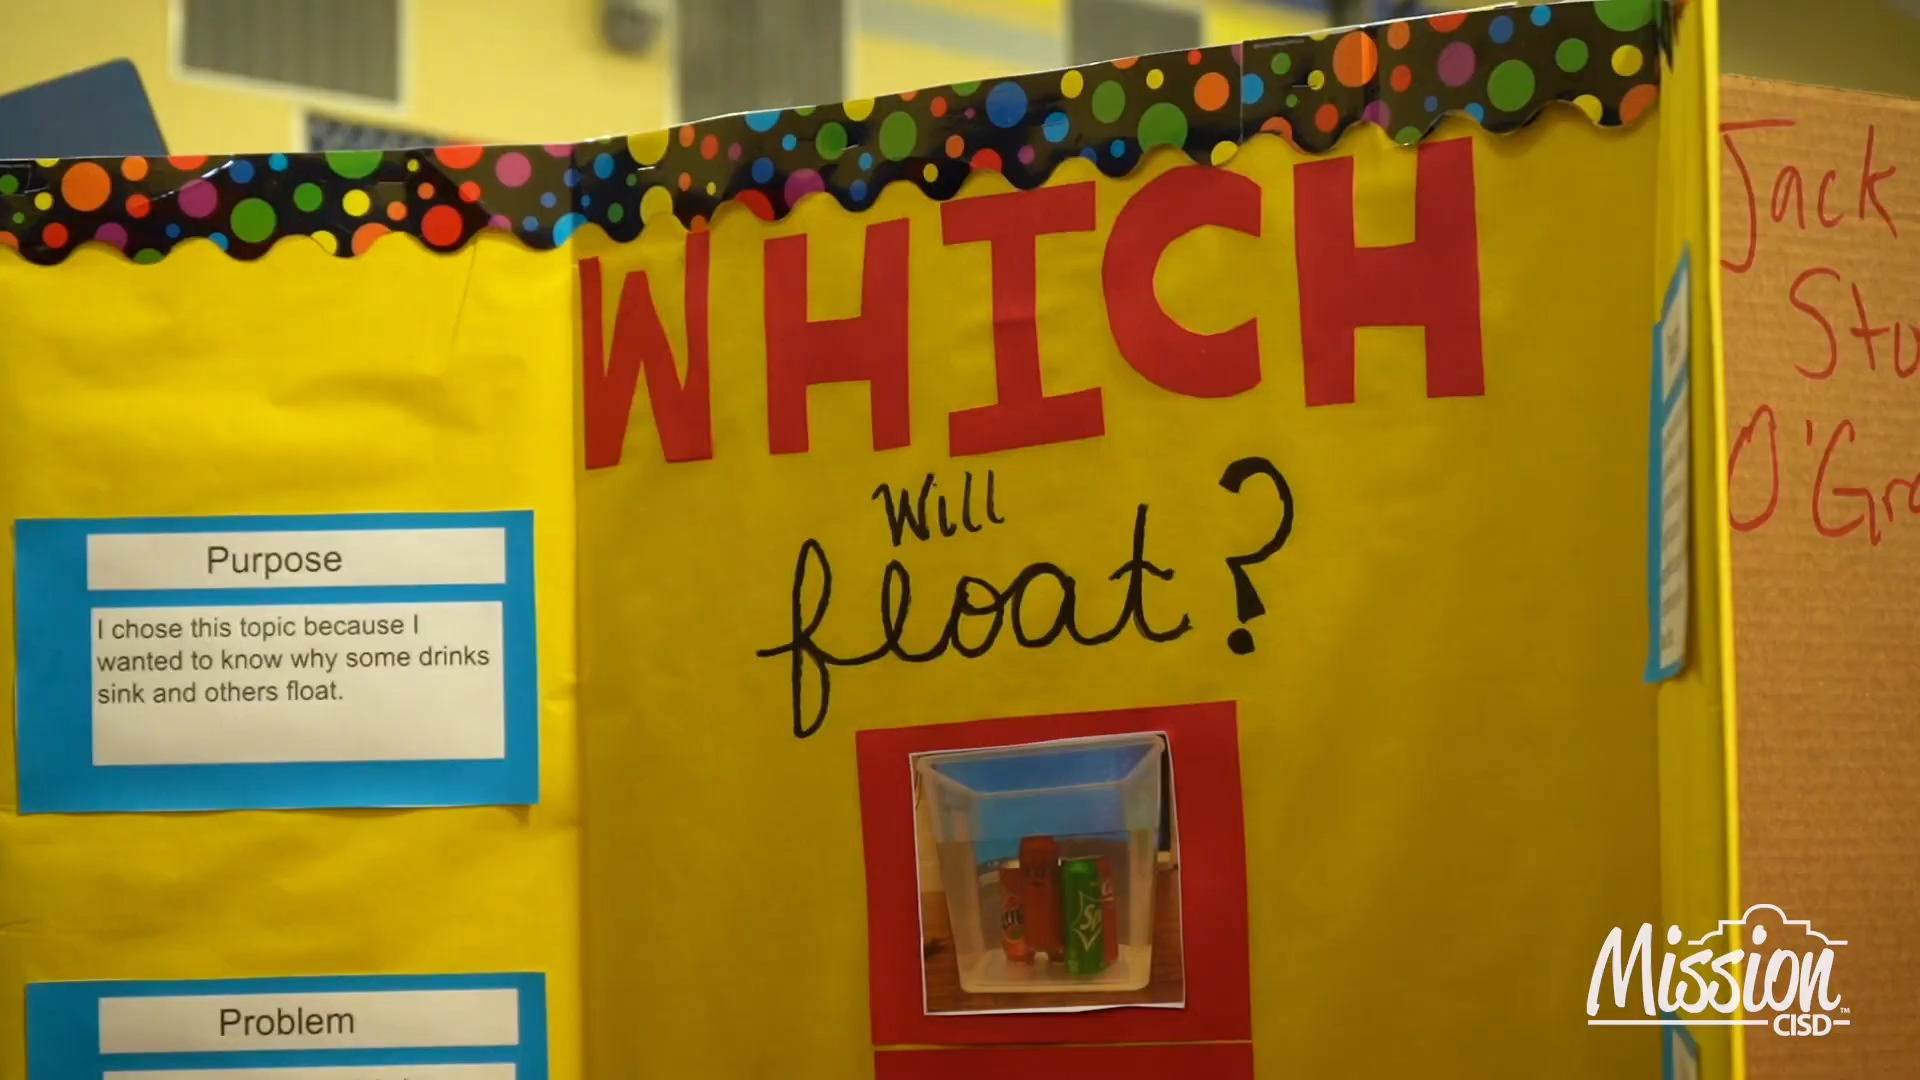 WHICH
Will
float?
Purpose
I chose this topic because I
wanted to know why some drinks
sink and others float.
Problem
Jack
O'Gr
Mission
CISD